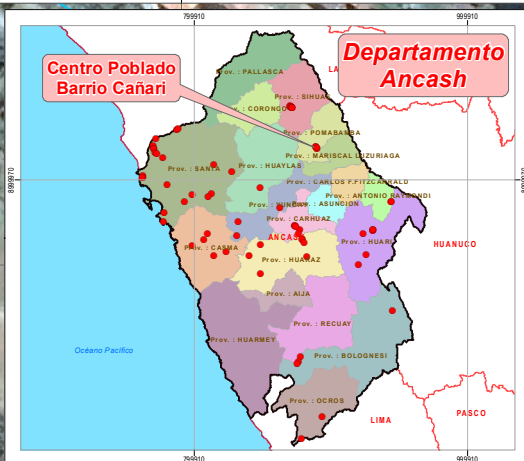 799910
999910
Departamento
Ancash
Centro Poblado
Barrio Cañari
LA
Prov. : PALLASCA
Prov. : SIHUAS
Prov. : CORONGO
Prov. : POMABAMBA
Prov. : MARISCAL LUZURIAGA
Prov. : SANTA
Prov. : HUAYLAS
Prov. : CARLOS F.FITZCARRALD
Prov. : ANTONIO RAYMONDI
Prov. : YUNGAY
Prov. : ASUNCION
Prov. : CARHUAZ
ANCASH
Prov. : HUARI
HUANUCO
Prov. : CASMA
Prov. : HUARAZ
Prov. : AIJA
Prov. : RECUAY
Prov. : HUARMEY
Océano Pacífico
Prov. : BOLOGNESI
Prov. : OCROS
LIMA
PASCO
799910
999910